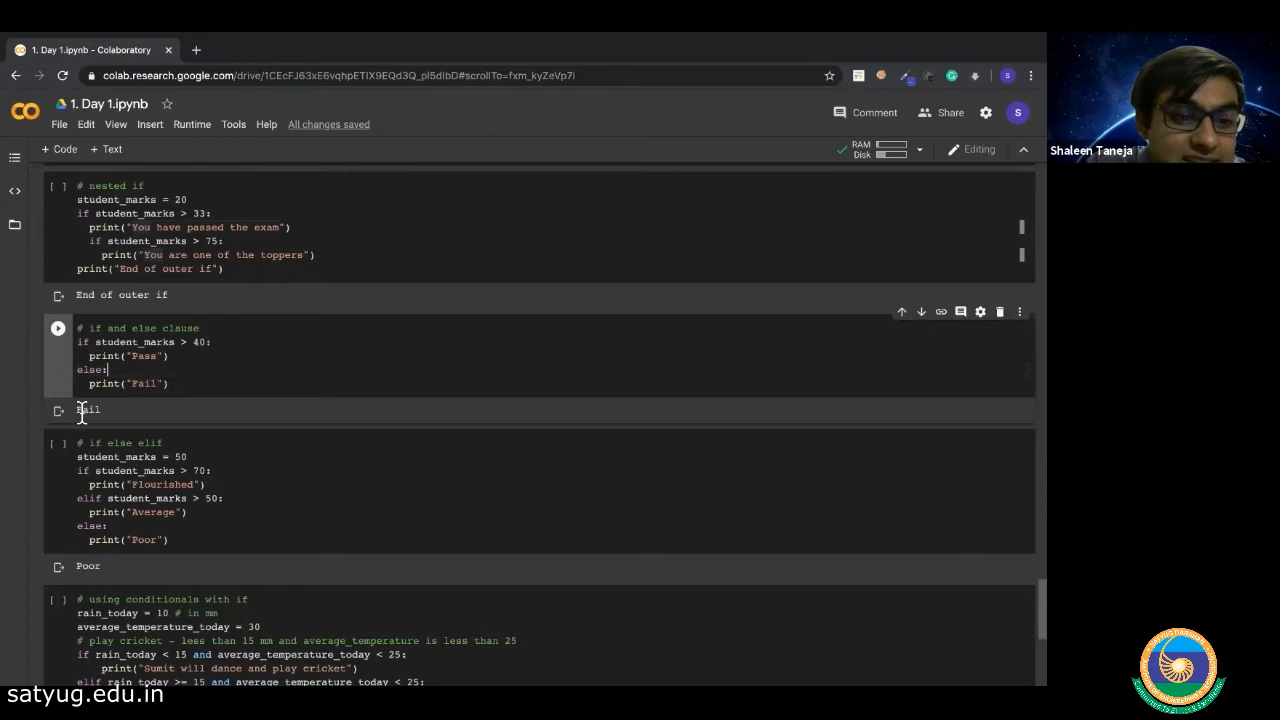 1. Day 1.ipynb - Colaboratory
colab.research.google.com/drive/1CEcFJ63xE6vqhpETIX9EQd3Q_pl5dIbD#scrollTo=fxm_kyZeVp7i
S
1. Day 1.ipynb
Comment
Share
S
File Edit View Insert Runtime Tools Help All changes saved
+ Code + Text
RAM
Disk
Editing
Shaleen Taneja
[ ] # nested if
student_marks = 20
if student_marks > 33:
print("You have passed the exam")
if student_marks > 75:
print("You are one of the toppers")
print("End of outer if")
End of outer if
# if and else clause
if student_marks > 40:
print("Pass")
else:
print("Fail")
Fail
[ ] # if else elif
student_marks = 50
if student_marks > 70:
print("Flourished")
elif student_marks > 50:
print("Average")
else:
print("Poor")
Poor
[ ] # using conditionals with if
rain_today = 10 # in mm
average_temperature_today = 30
# play cricket - less than 15 mm and average_temperature is less than 25
if rain_today < 15 and average_temperature_today < 25:
print("Sumit will dance and play cricket")
elif rain_today >= 15 and average_temperature_today < 25:
satyug.edu.in